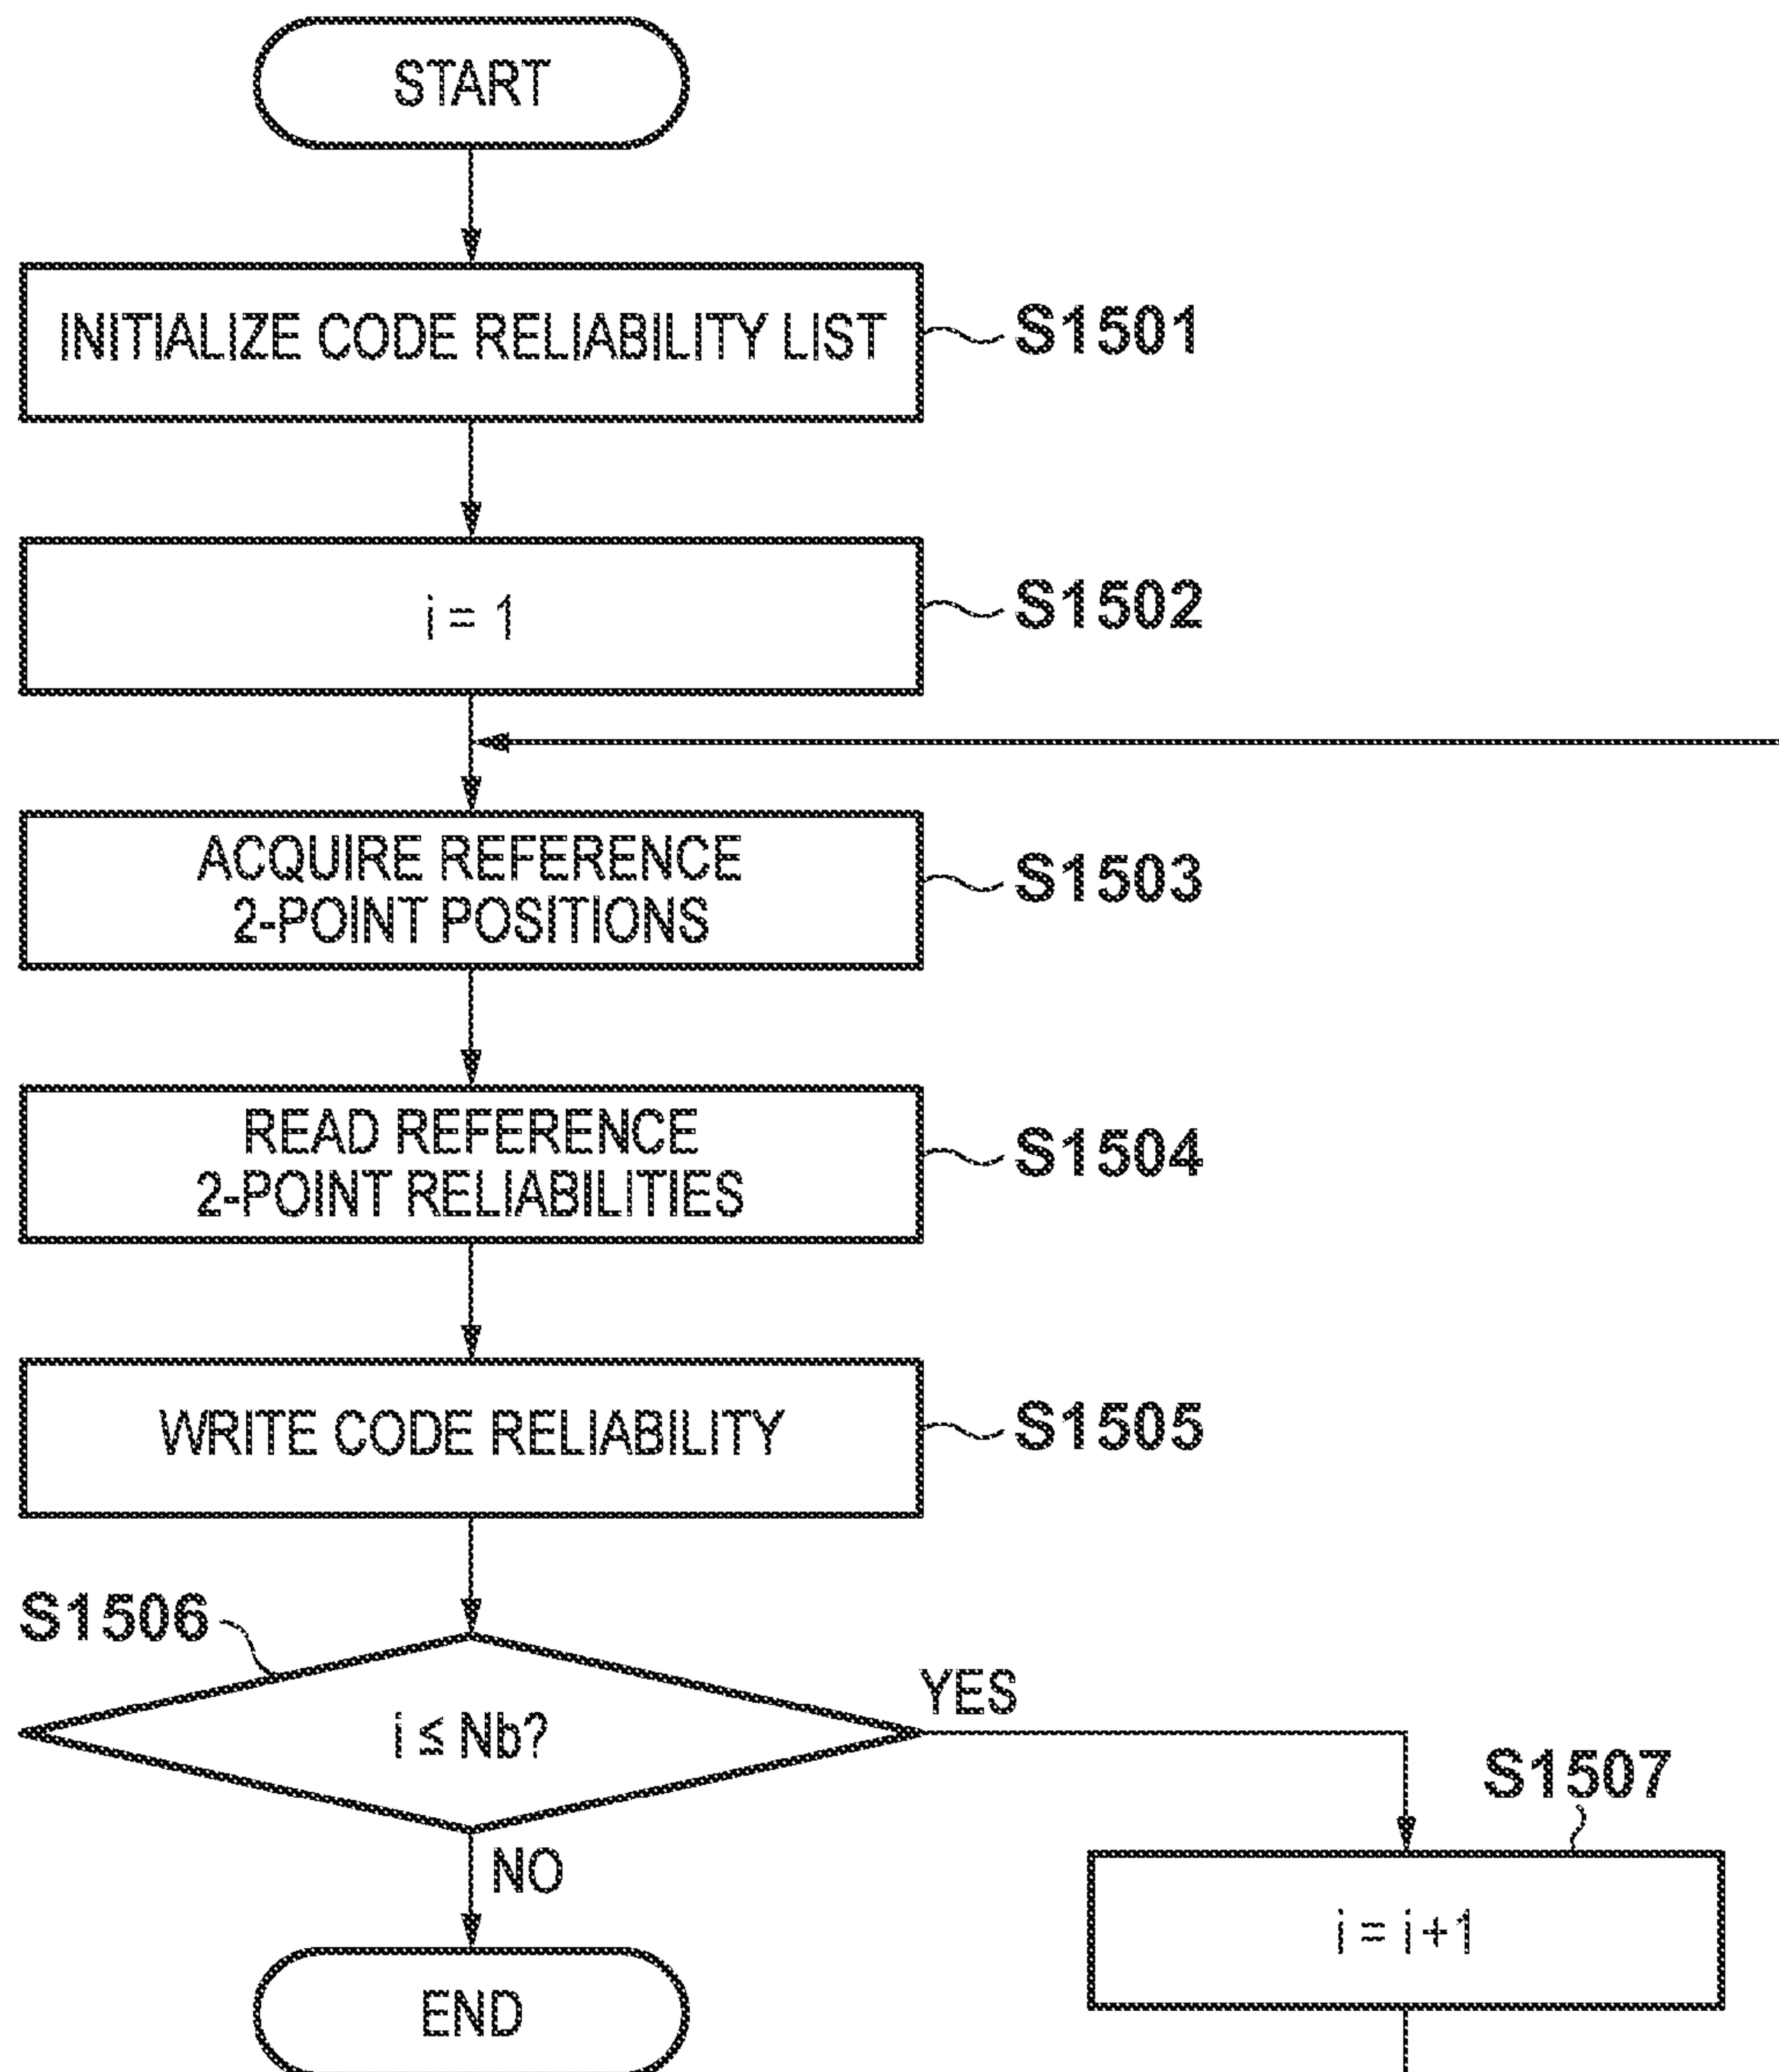 START
INITIALIZE CODE RELIABILITY LIST
S1501
i = 1
S1502
ACQUIRE REFERENCE
2-POINT POSITIONS
S1503
READ REFERENCE
2-POINT RELIABILITIES
S1504
WRITE CODE RELIABILITY
S1505
S1506
i ≤ Nb?
YES
S1507
NO
i = i + 1
END